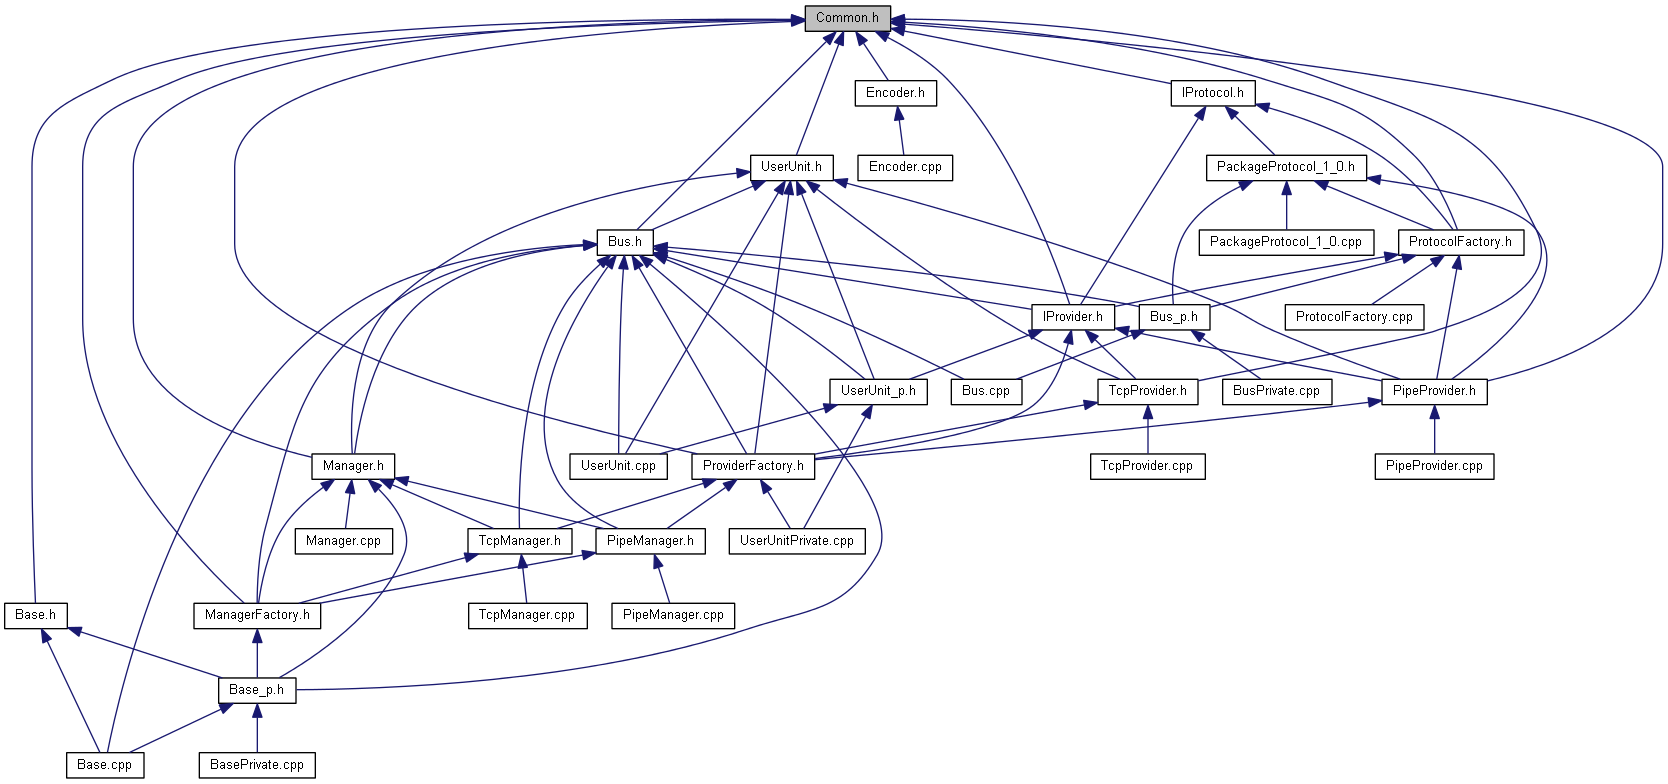 Common.h
Encoder.h
IProtocol.h
UserUnit.h
Encoder.cpp
PackageProtocol_1_0.h
Bus.h
PackageProtocol_1_0.cpp
ProtocolFactory.h
IProvider.h
Bus_p.h
ProtocolFactory.cpp
UserUnit_p.h
Bus.cpp
TcpProvider.h
BusPrivate.cpp
PipeProvider.h
Manager.h
UserUnit.cpp
ProviderFactory.h
TcpProvider.cpp
PipeProvider.cpp
Manager.cpp
TcpManager.h
PipeManager.h
UserUnitPrivate.cpp
Base.h
ManagerFactory.h
TcpManager.cpp
PipeManager.cpp
Base_p.h
Base.cpp
BasePrivate.cpp